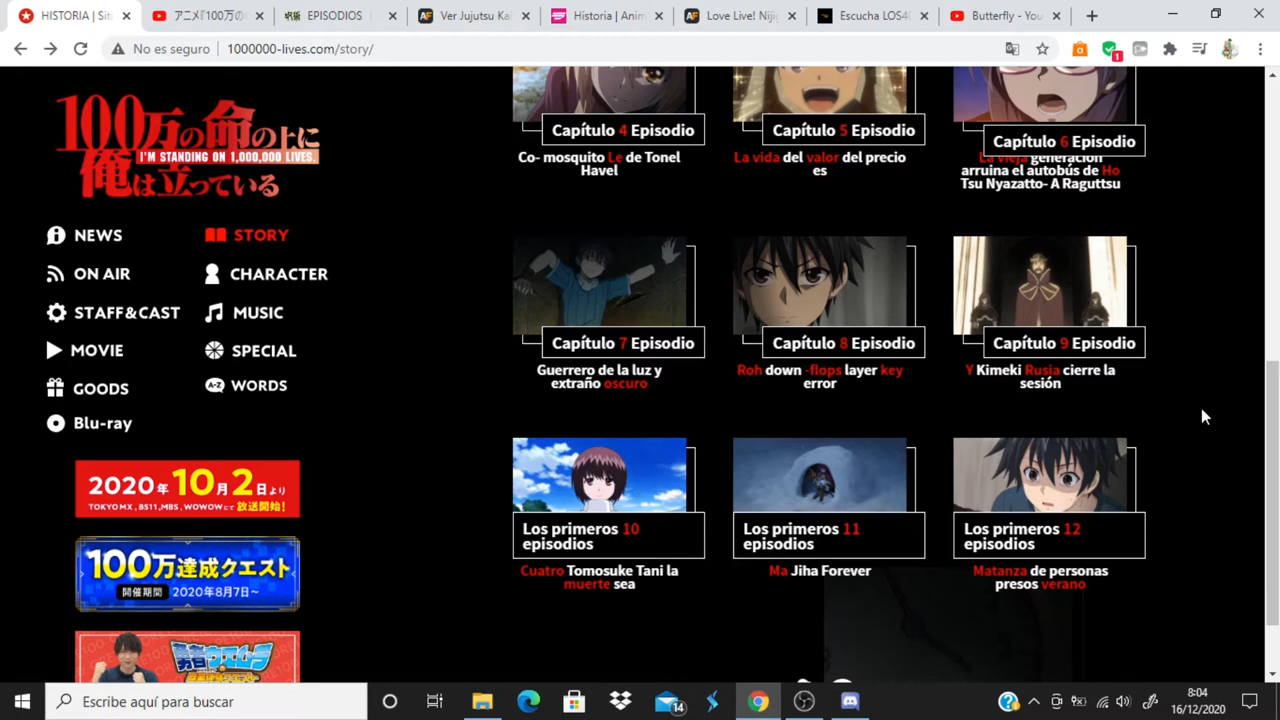 HISTORIA | Sit
アニメ『100万の
EPISODIOS |
Ver Jujutsu Kai
Historia | Anim
Love Live! Nijig
Escucha LOS4
Butterfly - You
No es seguro
1000000-lives.com/story/
1
100万の命の上に
I'M STANDING ON 1,000,000 LIVES.
俺は立っている
NEWS
STORY
ON AIR
CHARACTER
STAFF&CAST
MUSIC
MOVIE
SPECIAL
GOODS
WORDS
Blu-ray
2020年10月2日より
TOKYO MX, BS11, MBS, WOWOWにて放送開始!
100万達成クエスト
開催期間 2020年8月7日~
勇者ウエムラ
Capítulo 4 Episodio
Co- mosquito Le de Tonel
Havel
Capítulo 5 Episodio
La vida del valor del precio
es
Capítulo 6 Episodio
La vieja generación
arruina el autobús de Ho
Tsu Nyazatto- A Raguttsu
Capítulo 7 Episodio
Guerrero de la luz y
extraño oscuro
Capítulo 8 Episodio
Roh down -flops layer key
error
Capítulo 9 Episodio
Y Kimeki Rusia cierre la
sesión
Los primeros 10
episodios
Cuatro Tomosuke Tani la
muerte sea
Los primeros 11
episodios
Ma Jiha Forever
Los primeros 12
episodios
Matanza de personas
presos verano
Escribe aquí para buscar
14
8:04
16/12/2020